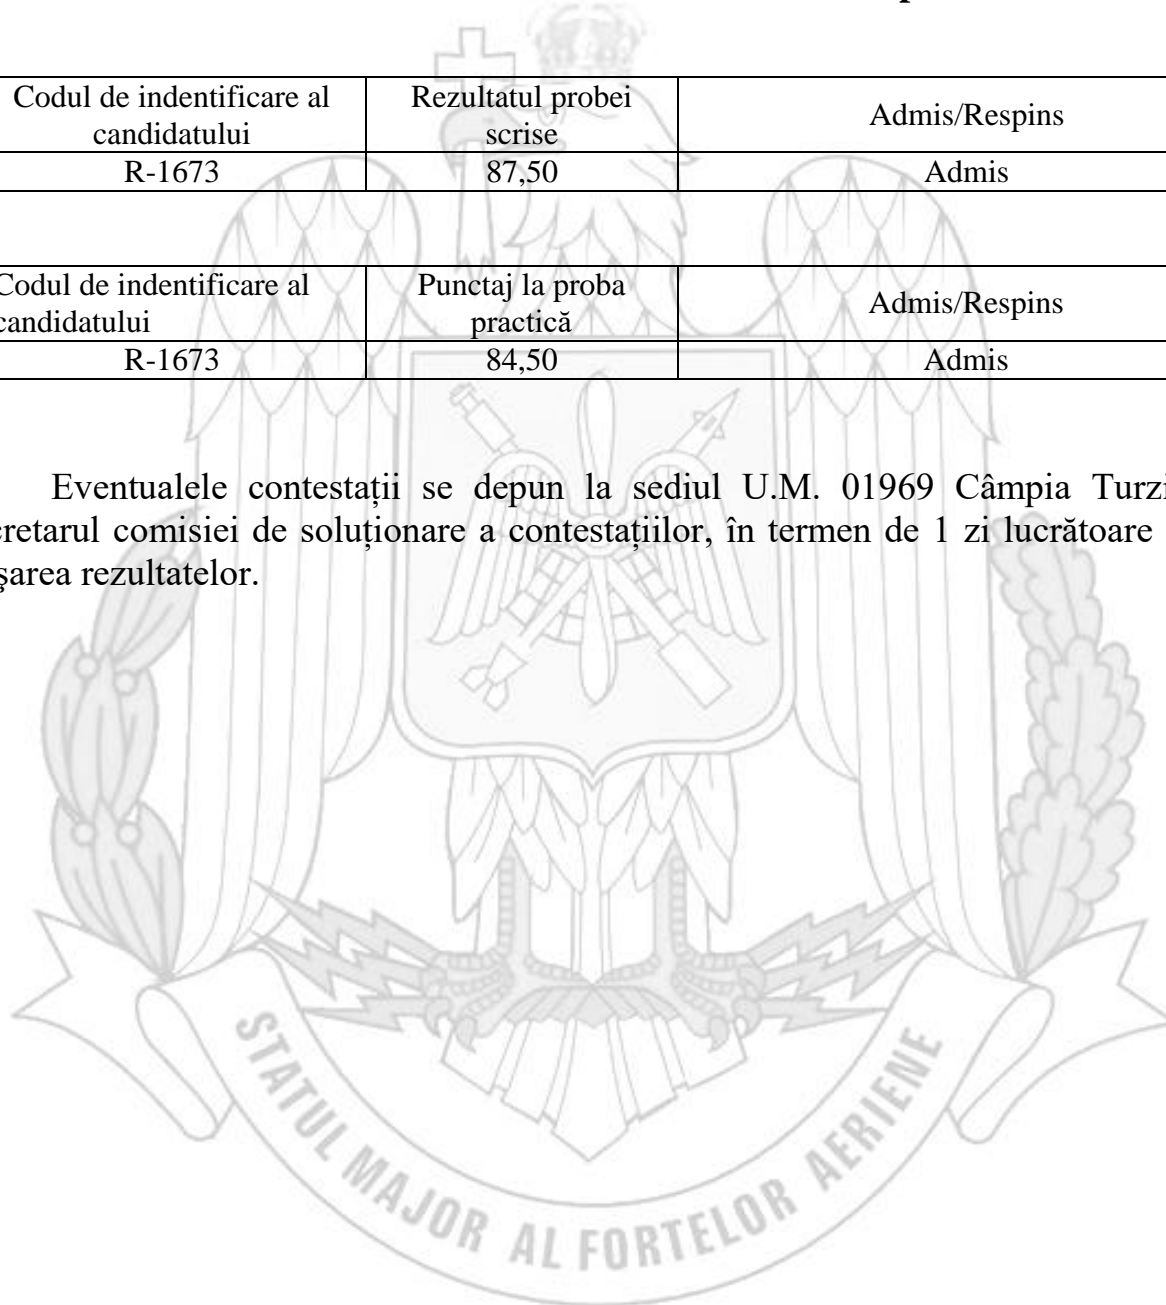 Codul de indentificare al candidatului Rezultatul probei scrise Admis/Respins
R-1673 87,50 Admis
Codul de indentificare al candidatului Punctaj la proba practică Admis/Respins
R-1673 84,50 Admis
Eventualele contestații se depun la sediul U.M. 01969 Câmpia Turzi
cretarul comisiei de soluționare a contestațiilor, în termen de 1 zi lucrătoare
șarea rezultatelor.
STATUL MAJOR AL FORTELOR AERIENE